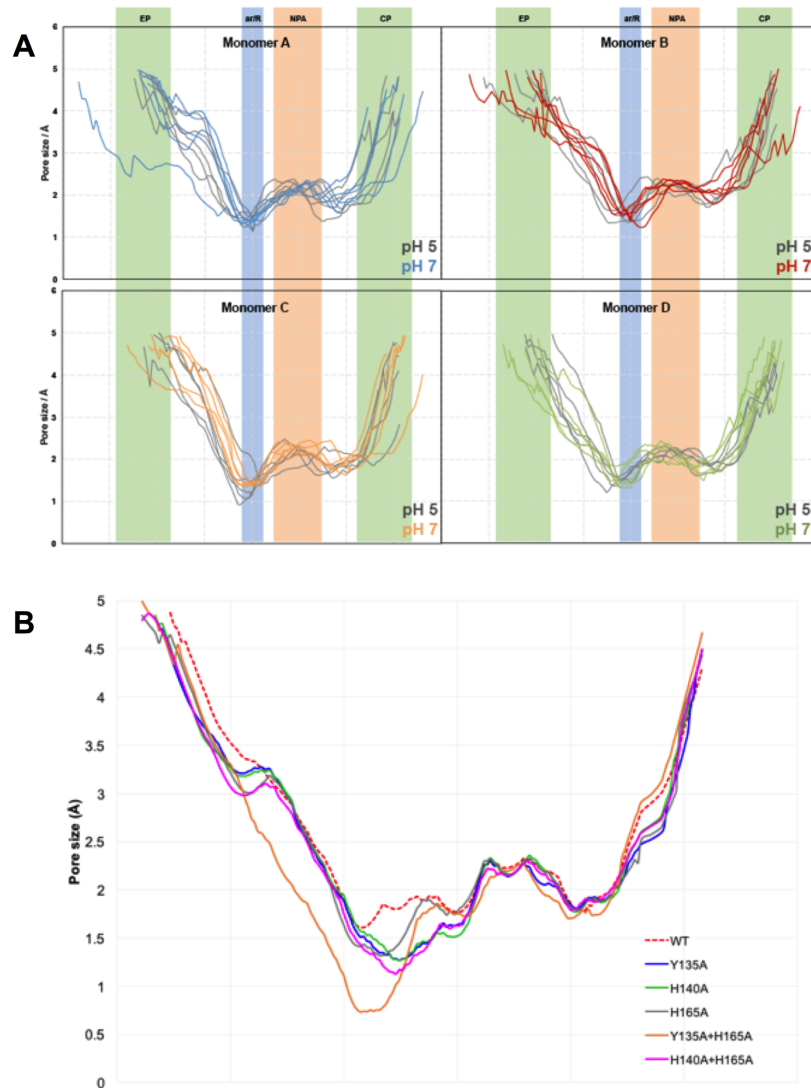 EP ar/R NPA CP EP ar/R NPA CP
A
Monomer A
Monomer B
6
5
4
3
2
1
0
Pore size / Å
pH 5
pH 7
pH 5
pH 7
Monomer C
Monomer D
6
5
4
3
2
1
0
Pore size / Å
pH 5
pH 7
pH 5
pH 7
B
5
4.5
4
3.5
3
2.5
2
1.5
1
0.5
0
Pore size (Å)
WT
Y135A
H140A
H165A
Y135A+H165A
H140A+H165A